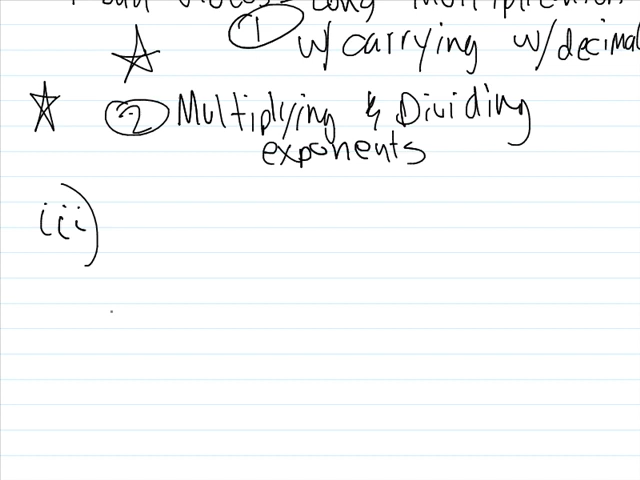 Long Multiplication
① w/ carrying w/decimal
② Multiplying & Dividing
exponents
iii)